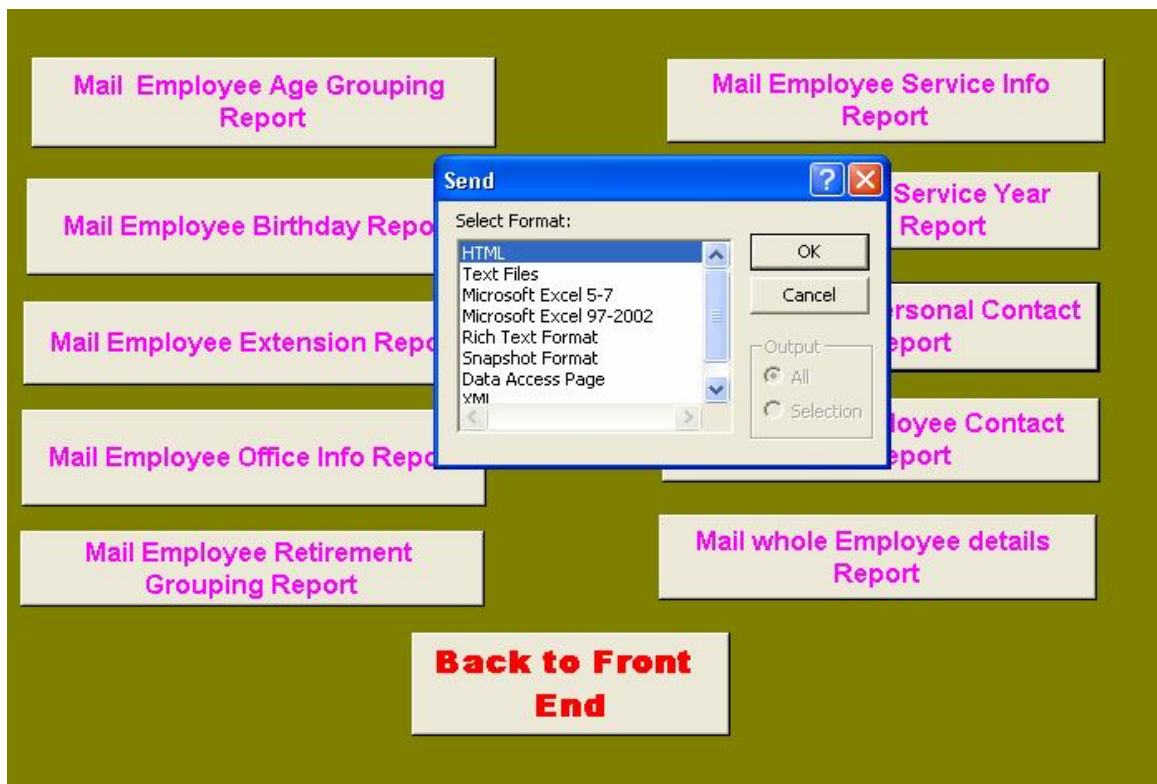 Mail Employee Age Grouping
Report
Mail Employee Service Info
Report
Mail Employee Birthday Repo
Service Year
Report
Mail Employee Extension Repo
ersonal Contact
eport
Mail Employee Office Info Repo
loyee Contact
eport
Mail Employee Retirement
Grouping Report
Mail whole Employee details
Report
Back to Front
End
Send
Select Format:
HTML
Text Files
Microsoft Excel 5-7
Microsoft Excel 97-2002
Rich Text Format
Snapshot Format
Data Access Page
XML
OK
Cancel
Output
All
Selection